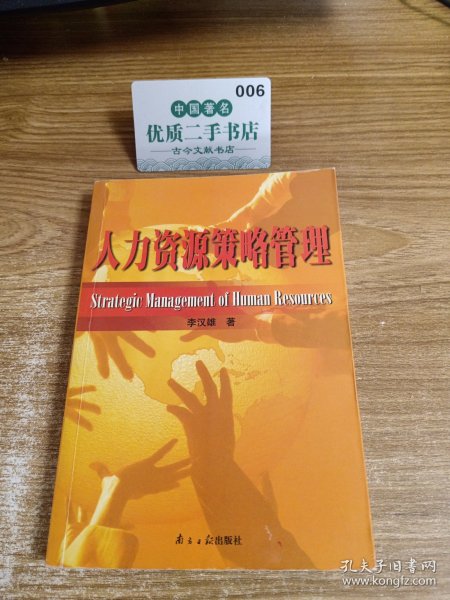 006
中国著名
优质二手书店
古今文献书店
人力资源策略管理
Strategic Management of Human Resources
李汉雄 著
南方日报出版社
孔夫子旧书网
www.kongfz.com